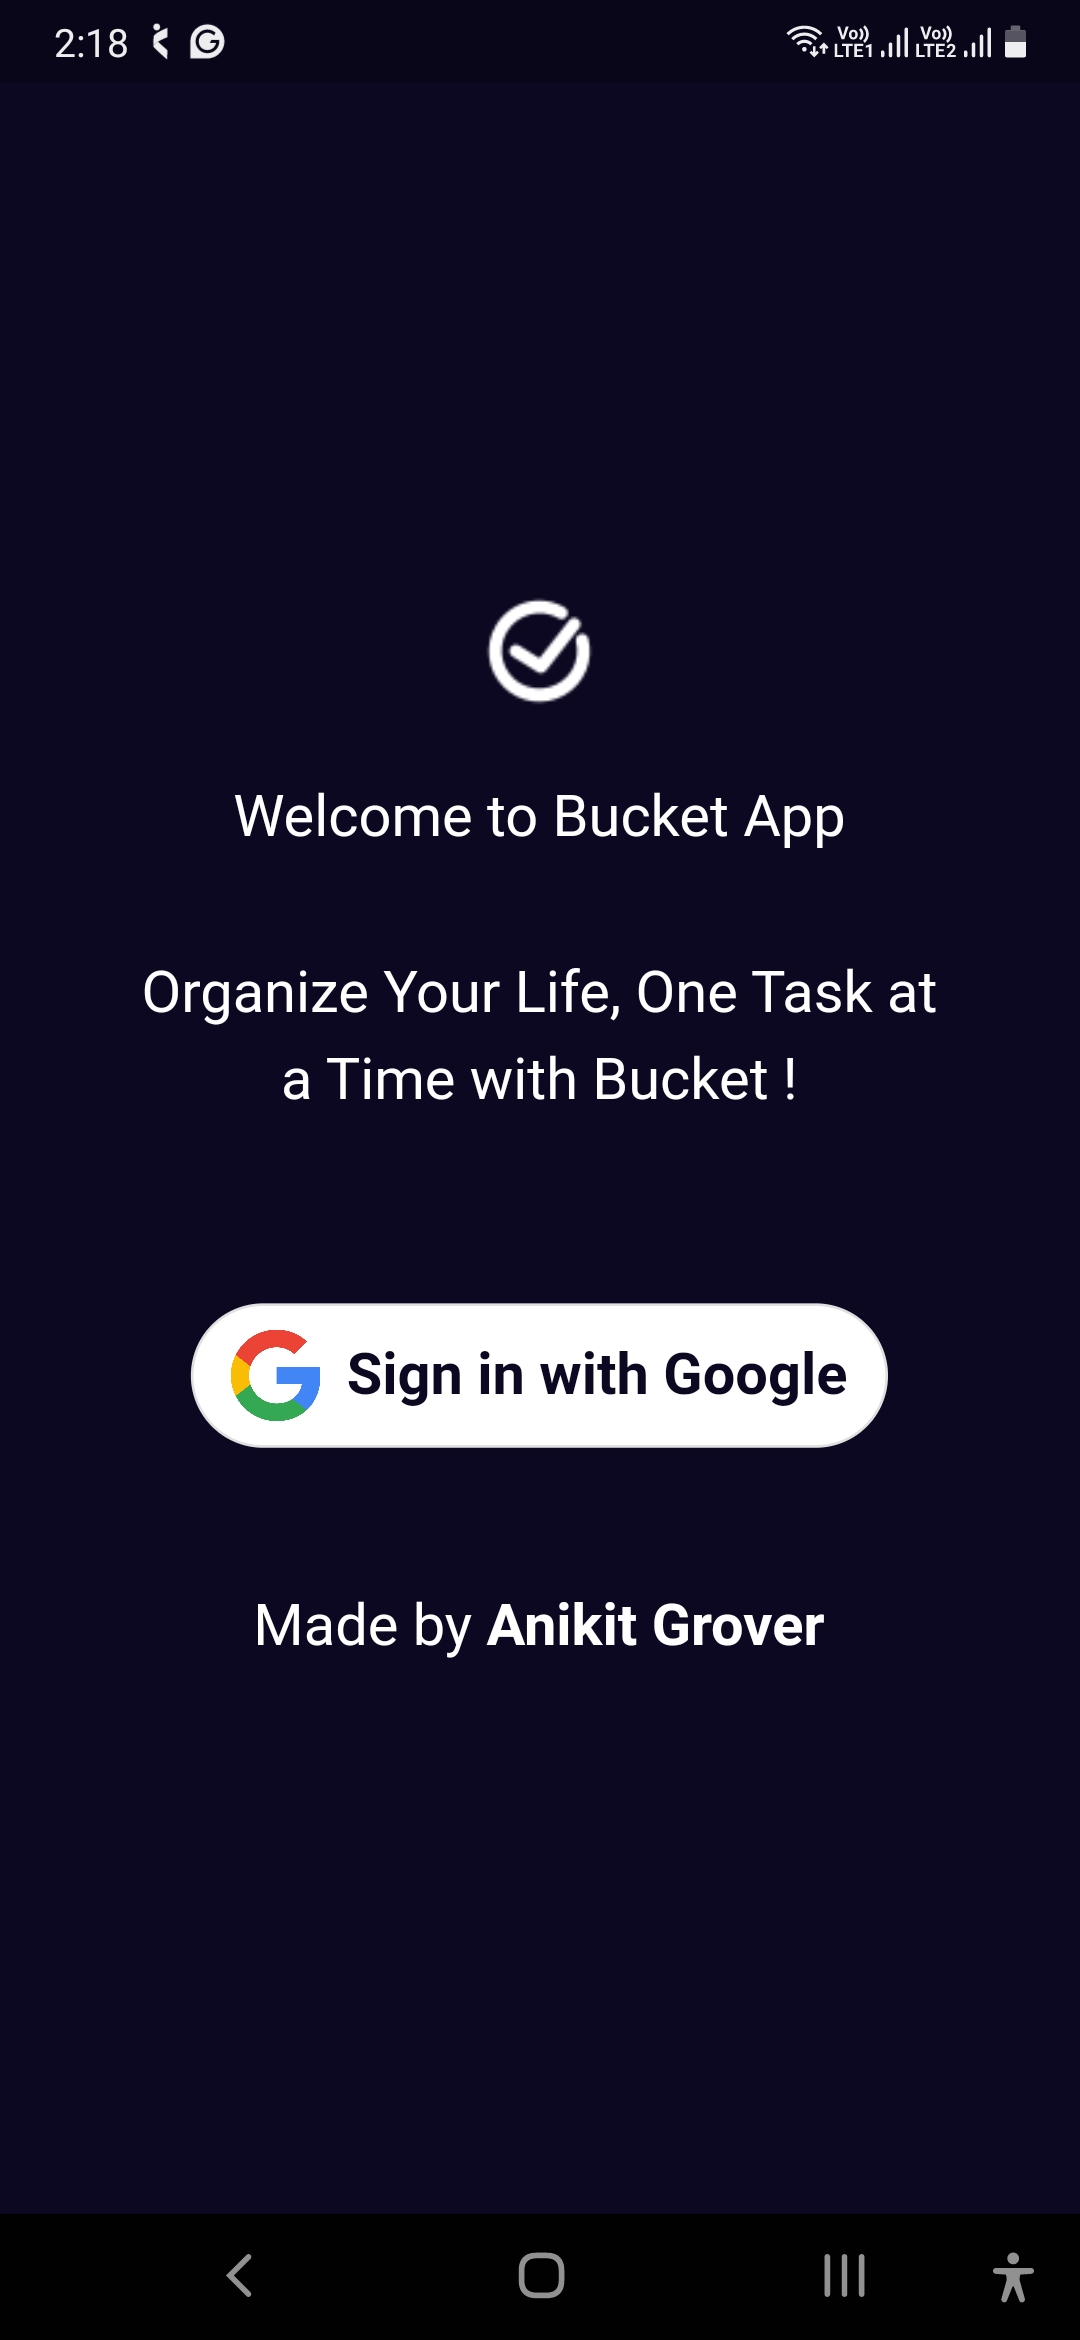 2:18
Vo)) LTE1 Vo)) LTE2
Welcome to Bucket App
Organize Your Life, One Task at
a Time with Bucket !
Sign in with Google
Made by Anikit Grover